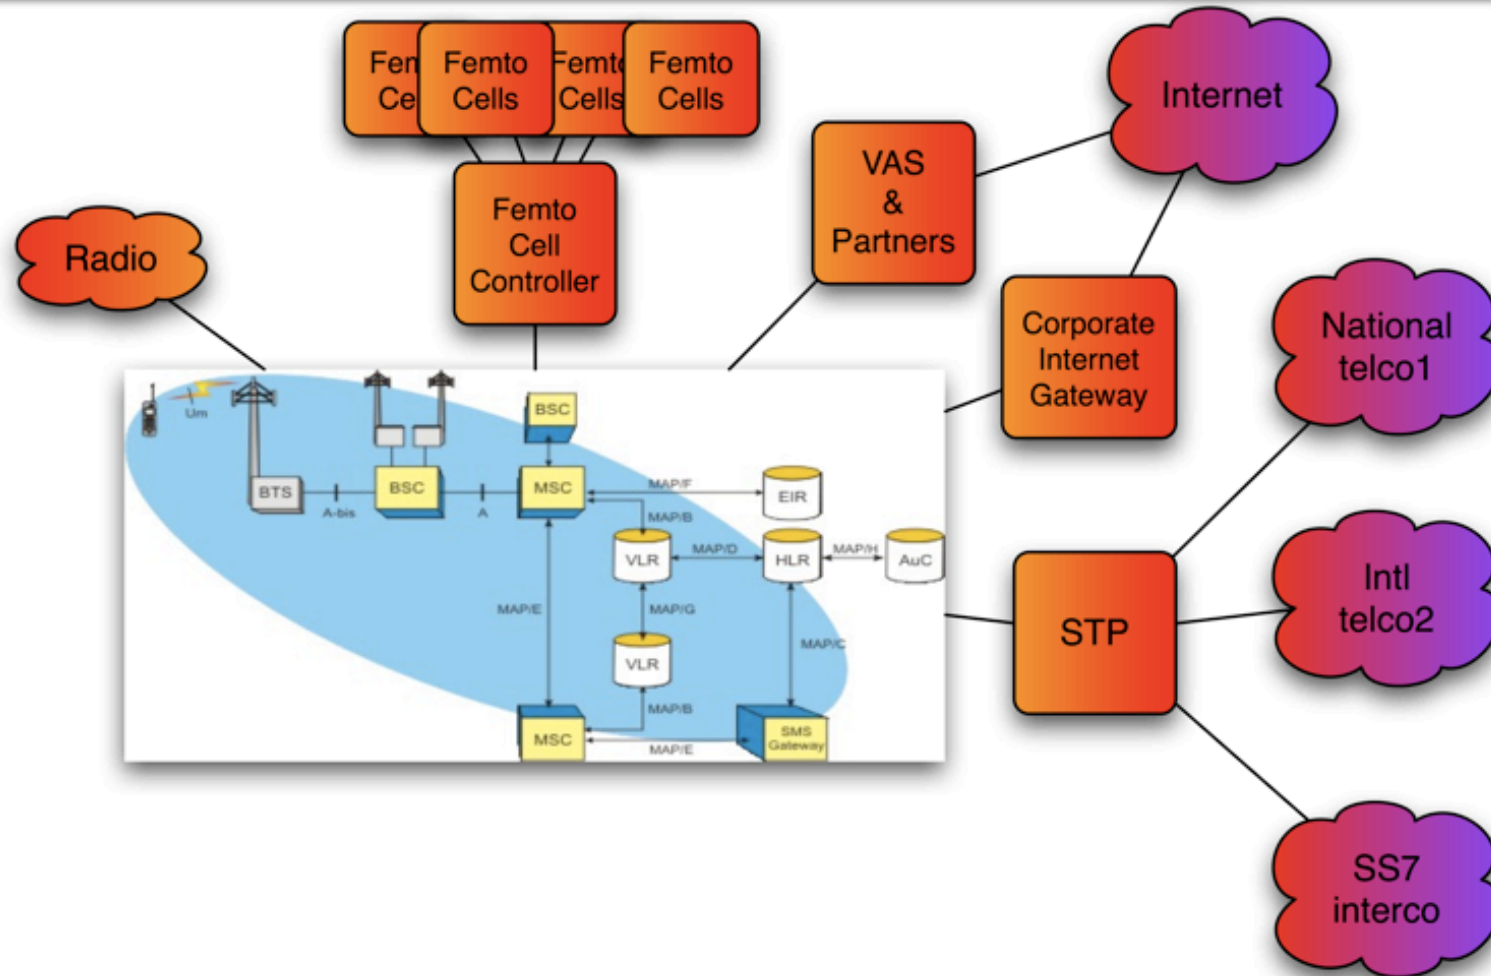 Fem
Ce
Femto
Cells
Femto
Cells
Femto
Cells
Femto
Cell
Controller
Radio
VAS
&
Partners
Internet
Corporate
Internet
Gateway
National
telco1
Intl
telco2
SS7
interco
STP
Um
BTS
A-bis
BSC
A
BSC
MSC
MAP/F
EIR
MAP/B
VLR
MAP/D
HLR
MAP/H
AuC
MAP/E
MAP/G
MAP/C
VLR
MAP/B
MSC
MAP/E
SMS
Gateway